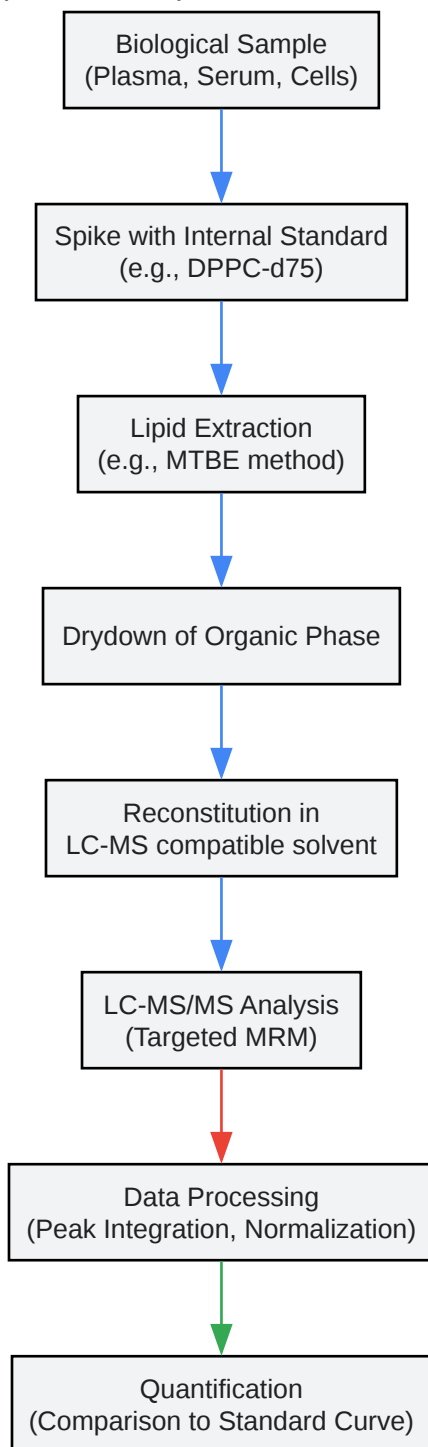 Biological Sample
(Plasma, Serum, Cells)
Spike with Internal Standard
(e.g., DPPC-d75)
Lipid Extraction
(e.g., MTBE method)
Drydown of Organic Phase
Reconstitution in
LC-MS compatible solvent
LC-MS/MS Analysis
(Targeted MRM)
Data Processing
(Peak Integration, Normalization)
Quantification
(Comparison to Standard Curve)